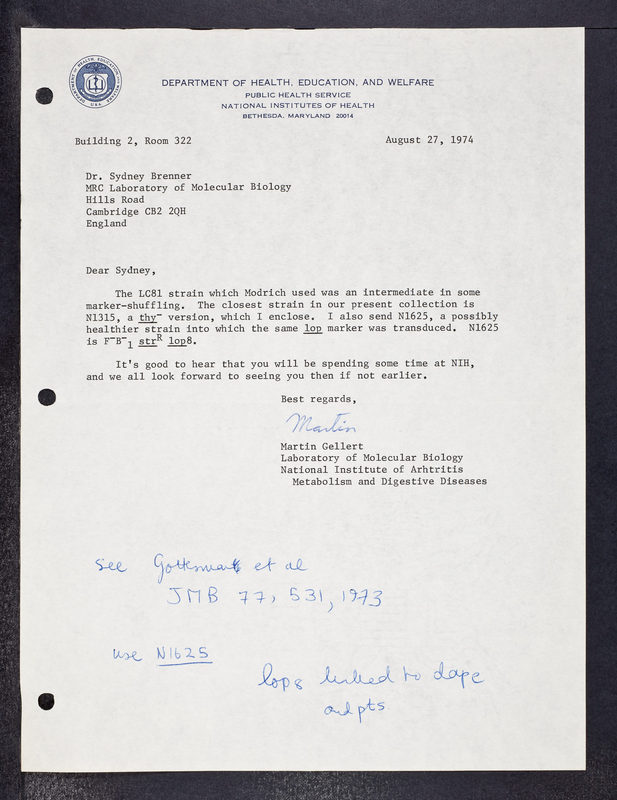 DEPARTMENT OF HEALTH, EDUCATION, AND WELFARE
PUBLIC HEALTH SERVICE
NATIONAL INSTITUTES OF HEALTH
BETHESDA, MARYLAND 20014
Building 2, Room 322
August 27, 1974
Dr. Sydney Brenner
MRC Laboratory of Molecular Biology
Hills Road
Cambridge CB2 2QH
England
Dear Sydney,
The LC81 strain which Modrich used was an intermediate in some
marker-shuffling. The closest strain in our present collection is
N1315, a thy⁻ version, which I enclose. I also send N1625, a possibly
healthier strain into which the same lop marker was transduced. N1625
is F⁻B⁻₁ strᴿ lop8.
It's good to hear that you will be spending some time at NIH,
and we all look forward to seeing you then if not earlier.
Best regards,
Martin
Martin Gellert
Laboratory of Molecular Biology
National Institute of Arhtritis
Metabolism and Digestive Diseases
see et al
JMB 77, 531, 1973
use N1625
lop8 linked to dape
and pts